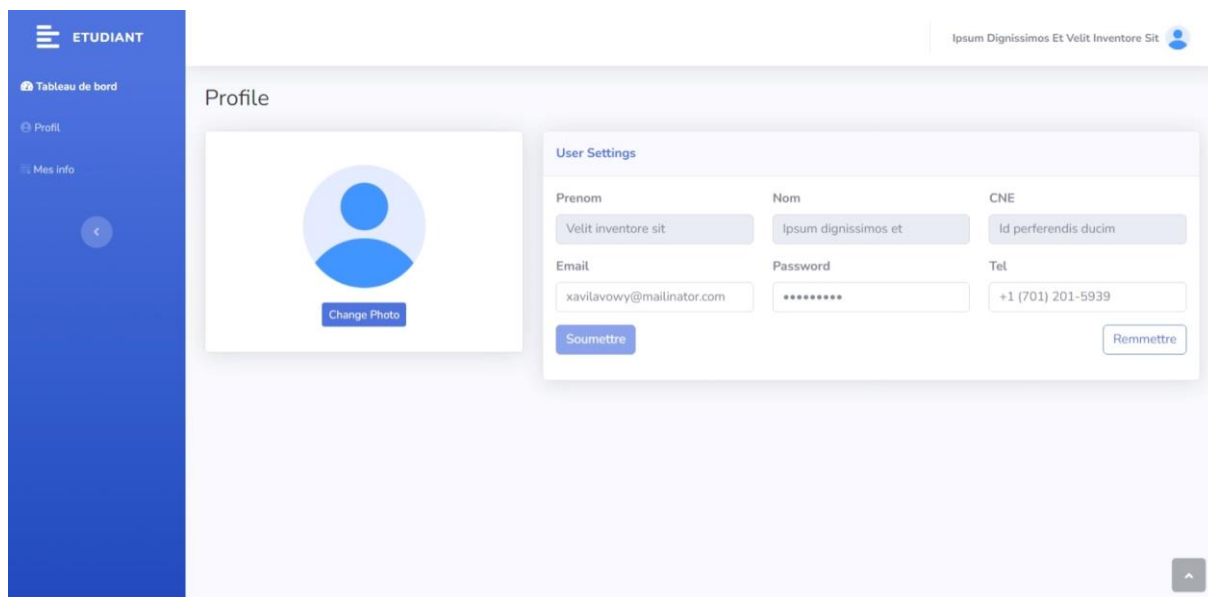 ETUDIANT
Ipsum Dignissimos Et Velit Inventore Sit
Tableau de bord
Profil
Mes info
Profile
Change Photo
User Settings
Prenom Nom CNE
Velit inventore sit Ipsum dignissimos et Id perferendis ducim
Email Password Tel
xavilavowy@mailinator.com ••••••••• +1 (701) 201-5939
Soumettre Remmettre